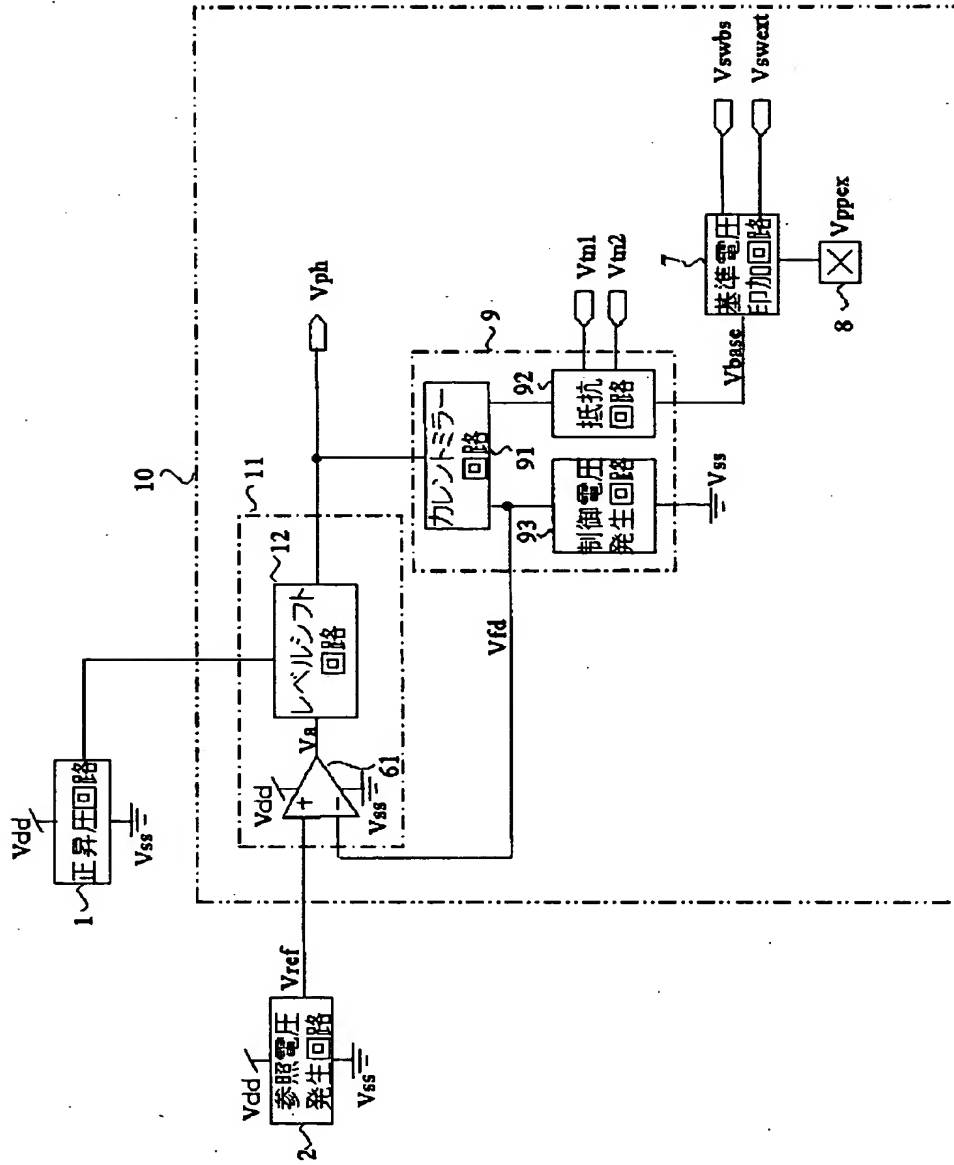 10
11
12
Vdd
正昇圧回路
Vss
1
レベルシフト
回路
Va
Vdd
+
-
Vss
61
Vref
Vdd
参照電圧
発生回路
Vss
2
Vph
9
カレントミラー
回路
91
92
抵抗
回路
Vtn1
Vtn2
93
制御電圧
発生回路
Vss
Vfd
Vbase
7
基準電圧
印加回路
Vswbs
Vswext
8
Vppex